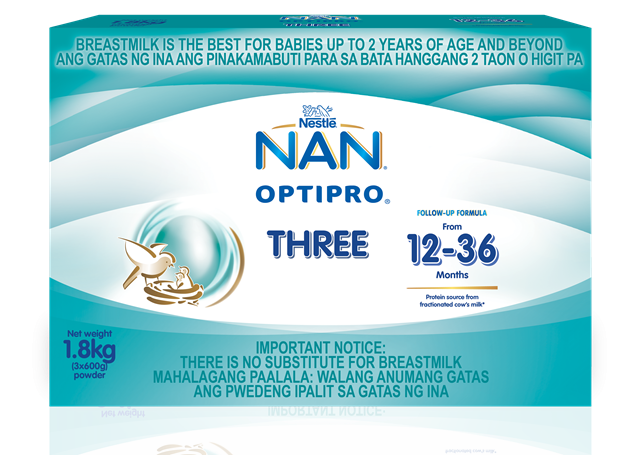 BREASTMILK IS THE BEST FOR BABIES UP TO 2 YEARS OF AGE AND BEYOND
ANG GATAS NG INA ANG PINAKAMABUTI PARA SA BATA HANGGANG 2 TAON O HIGIT PA
Nestlé
NAN®
OPTIPRO®
THREE
FOLLOW-UP FORMULA
From
12-36
Months
Protein source from
fractionated cow's milk*
Net weight
1.8kg
(3x600g)
powder
IMPORTANT NOTICE:
THERE IS NO SUBSTITUTE FOR BREASTMILK
MAHALAGANG PAALALA: WALANG ANUMANG GATAS
ANG PWEDENG IPALIT SA GATAS NG INA